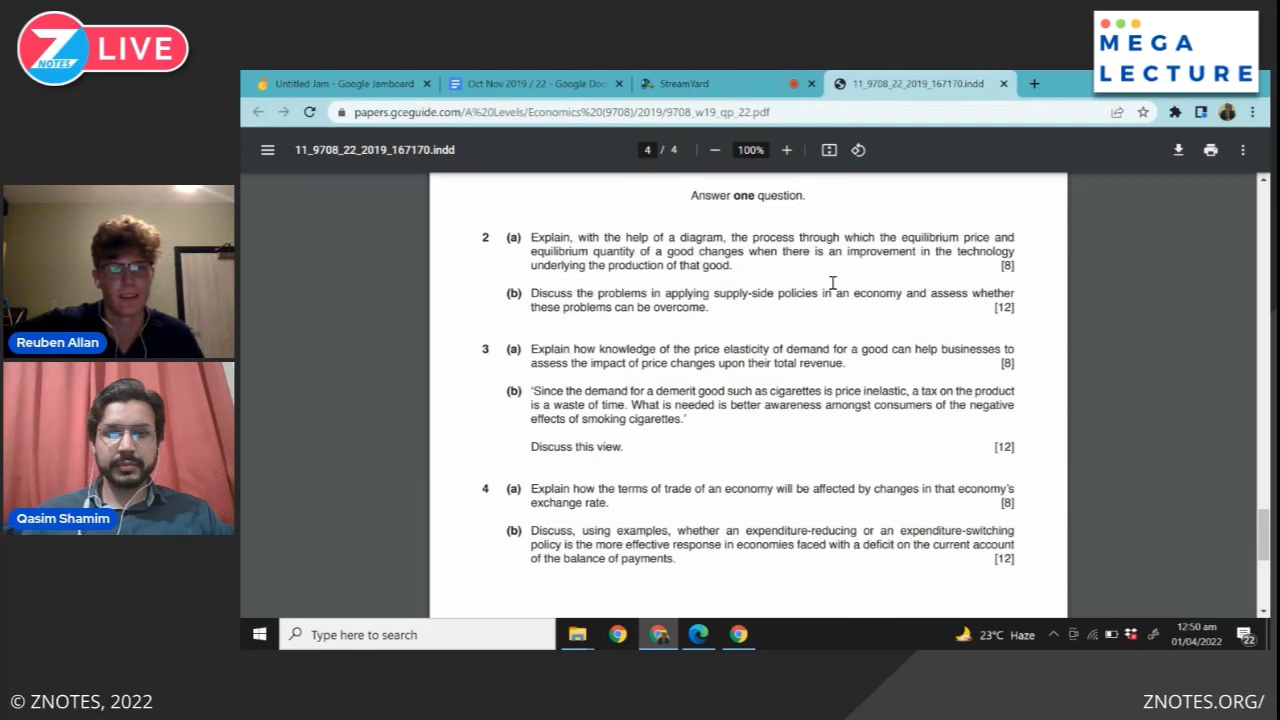 Z
NOTES
LIVE
MEGA
LECTURE
Untitled Jam - Google Jamboard
Oct Nov 2019 / 22 - Google Doc
StreamYard
11_9708_22_2019_167170.indd
papers.gceguide.com/A%20Levels/Economics%20(9708)/2019/9708_w19_qp_22.pdf
11_9708_22_2019_167170.indd
4 / 4
100%
Answer one question.
2 (a) Explain, with the help of a diagram, the process through which the equilibrium price and
equilibrium quantity of a good changes when there is an improvement in the technology
underlying the production of that good. [8]
(b) Discuss the problems in applying supply-side policies in an economy and assess whether
these problems can be overcome. [12]
3 (a) Explain how knowledge of the price elasticity of demand for a good can help businesses to
assess the impact of price changes upon their total revenue. [8]
(b) ‘Since the demand for a demerit good such as cigarettes is price inelastic, a tax on the product
is a waste of time. What is needed is better awareness amongst consumers of the negative
effects of smoking cigarettes.’
Discuss this view. [12]
4 (a) Explain how the terms of trade of an economy will be affected by changes in that economy’s
exchange rate. [8]
(b) Discuss, using examples, whether an expenditure-reducing or an expenditure-switching
policy is the more effective response in economies faced with a deficit on the current account
of the balance of payments. [12]
Reuben Allan
Qasim Shamim
Type here to search
23°C Haze
12:50 am
01/04/2022
22
© ZNOTES, 2022
ZNOTES.ORG/